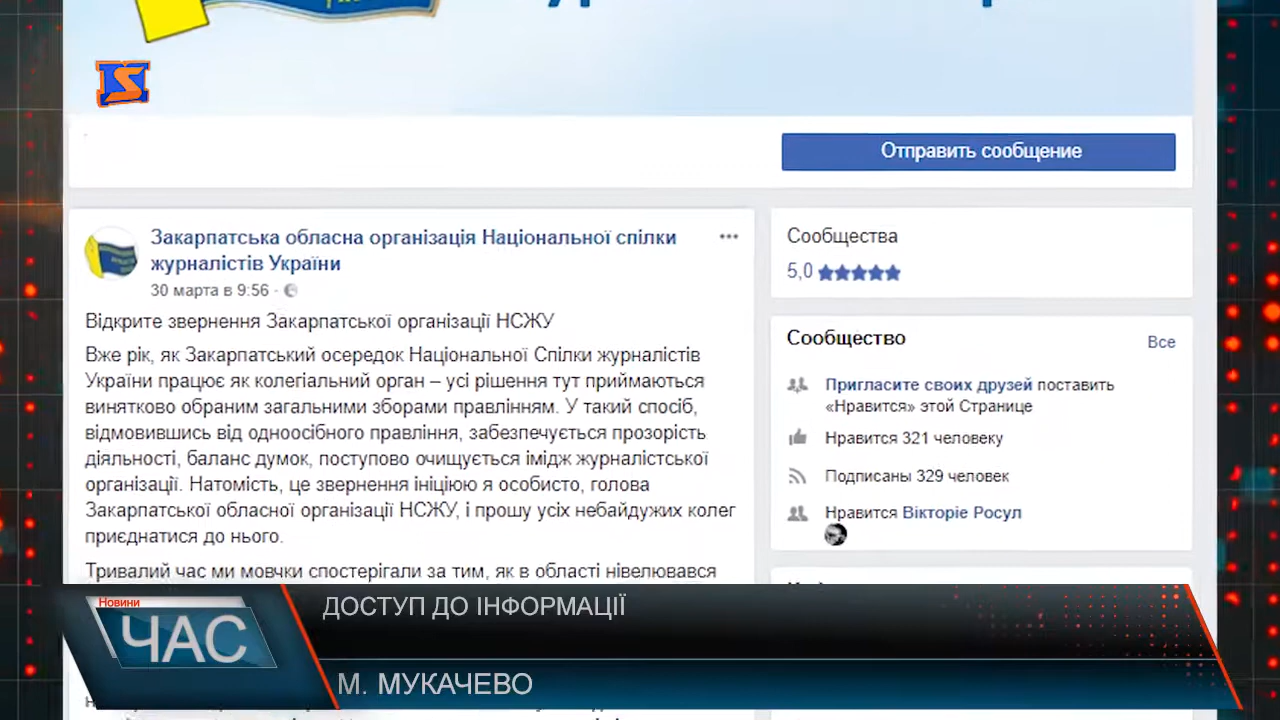 Отправить сообщение
Закарпатська обласна організація Національної спілки
журналістів України
30 марта в 9:56
Відкрите звернення Закарпатської організації НСЖУ
Вже рік, як Закарпатський осередок Національної Спілки журналістів
України працює як колегіальний орган – усі рішення тут приймаються
винятково обраним загальними зборами правлінням. У такий спосіб,
відмовившись від одноосібного правління, забезпечується прозорість
діяльності, баланс думок, поступово очищується імідж журналістської
організації. Натомість, це звернення ініціюю я особисто, голова
Закарпатської обласної організації НСЖУ, і прошу усіх небайдужих колег
приєднатися до нього.
Тривалий час ми мовчки спостерігали за тим, як в області нівелювався
Сообщества
5,0
Сообщество
Все
Пригласите своих друзей поставить
«Нравится» этой Странице
Нравится 321 человеку
Подписаны 329 человек
Нравится Вікторіе Росул
Новини
ЧАС
ДОСТУП ДО ІНФОРМАЦІЇ
М. МУКАЧЕВО